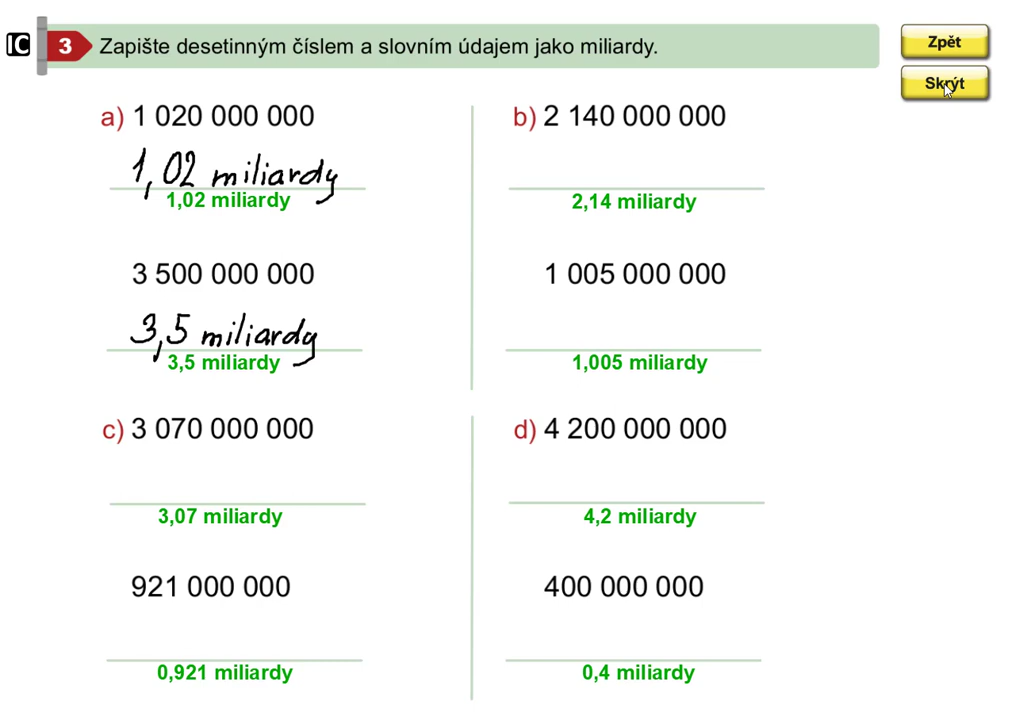 IC 3 Zapište desetinným číslem a slovním údajem jako miliardy.
Zpět
Skrýt
a) 1 020 000 000
1,02 miliardy
1,02 miliardy
3 500 000 000
3,5 miliardy
3,5 miliardy
b) 2 140 000 000
2,14 miliardy
1 005 000 000
1,005 miliardy
c) 3 070 000 000
3,07 miliardy
921 000 000
0,921 miliardy
d) 4 200 000 000
4,2 miliardy
400 000 000
0,4 miliardy